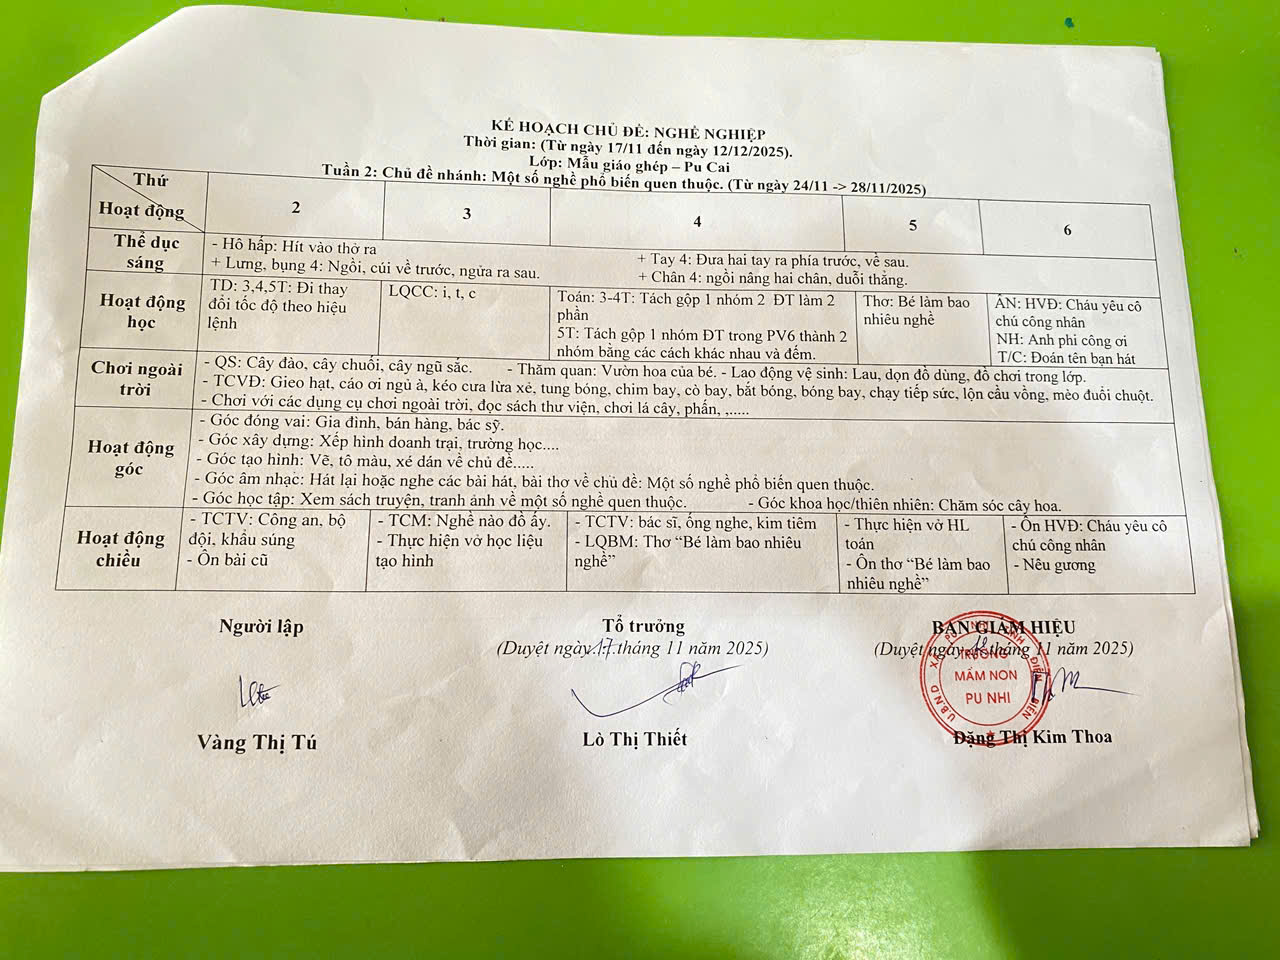 KẾ HOẠCH CHỦ ĐỀ: NGHỀ NGHIỆP
Thời gian: (Từ ngày 17/11 đến ngày 12/12/2025).
Lớp: Mẫu giáo ghép – Pu Cai
Tuần 2: Chủ đề nhánh: Một số nghề phổ biến quen thuộc. (Từ ngày 24/11 -> 28/11/2025)
Thứ
Hoạt động
2
3
4
5
6
Thể dục
sáng
- Hô hấp: Hít vào thở ra
+ Lưng, bụng 4: Ngồi, cúi về trước, ngửa ra sau.
+ Tay 4: Đưa hai tay ra phía trước, về sau.
+ Chân 4: ngồi nâng hai chân, duỗi thẳng.
Hoạt động
học
TD: 3,4,5T: Đi thay
đổi tốc độ theo hiệu
lệnh
LQCC: i, t, c
Toán: 3-4T: Tách gộp 1 nhóm 2 ĐT làm 2
phần
5T: Tách gộp 1 nhóm ĐT trong PV6 thành 2
nhóm bằng các cách khác nhau và đếm.
Thơ: Bé làm bao
nhiêu nghề
ÂN: HVĐ: Cháu yêu cô
chú công nhân
NH: Anh phi công ơi
T/C: Đoán tên bạn hát
Chơi ngoài
trời
- QS: Cây đào, cây chuối, cây ngũ sắc. - Thăm quan: Vườn hoa của bé. - Lao động vệ sinh: Lau, dọn đồ dùng, đồ chơi trong lớp.
- TCVĐ: Gieo hạt, cáo ơi ngủ à, kéo cưa lừa xẻ, tung bóng, chim bay, cò bay, bắt bóng, bóng bay, chạy tiếp sức, lộn cầu vồng, mèo đuổi chuột.
- Chơi với các dụng cụ chơi ngoài trời, đọc sách thư viện, chơi lá cây, phấn, ,.....
Hoạt động
góc
- Góc đóng vai: Gia đình, bán hàng, bác sỹ.
- Góc xây dựng: Xếp hình doanh trại, trường học....
- Góc tạo hình: Vẽ, tô màu, xé dán về chủ đề.....
- Góc âm nhạc: Hát lại hoặc nghe các bài hát, bài thơ về chủ đề: Một số nghề phổ biến quen thuộc.
- Góc học tập: Xem sách truyện, tranh ảnh về một số nghề quen thuộc. - Góc khoa học/thiên nhiên: Chăm sóc cây hoa.
Hoạt động
chiều
- TCTV: Công an, bộ
đội, khẩu súng
- Ôn bài cũ
- TCM: Nghề nào đồ ấy.
- Thực hiện vở học liệu
tạo hình
- TCTV: bác sĩ, ống nghe, kim tiêm
- LQBM: Thơ “Bé làm bao nhiêu
nghề”
- Thực hiện vở HL
toán
- Ôn thơ “Bé làm bao
nhiêu nghề”
- Ôn HVĐ: Cháu yêu cô
chú công nhân
- Nêu gương
Người lập
Tổ trưởng
(Duyệt ngày 17 tháng 11 năm 2025)
BAN GIÁM HIỆU
(Duyệt ngày tháng 11 năm 2025)
TRƯỜNG
MẦM NON
PU NHI
U.B.N.D XÃ PU NHI TỈNH ĐIỆN BIÊN
Vàng Thị Tú
Lò Thị Thiết
Đặng Thị Kim Thoa